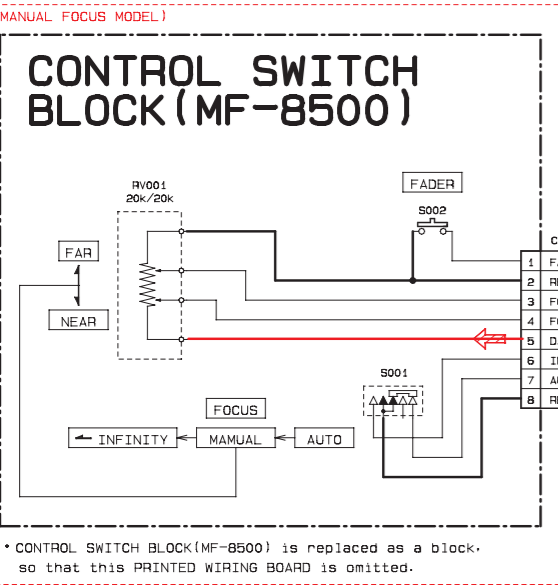 MANUAL FOCUS MODEL)
CONTROL SWITCH
BLOCK(MF-8500)
RV001
20k/20k
FADER
S002
FAR
NEAR
1
2
3
4
5
6
7
8
S001
FOCUS
INFINITY
MAMUAL
AUTO
* CONTROL SWITCH BLOCK(MF-8500) is replaced as a block,
so that this PRINTED WIRING BOARD is omitted.